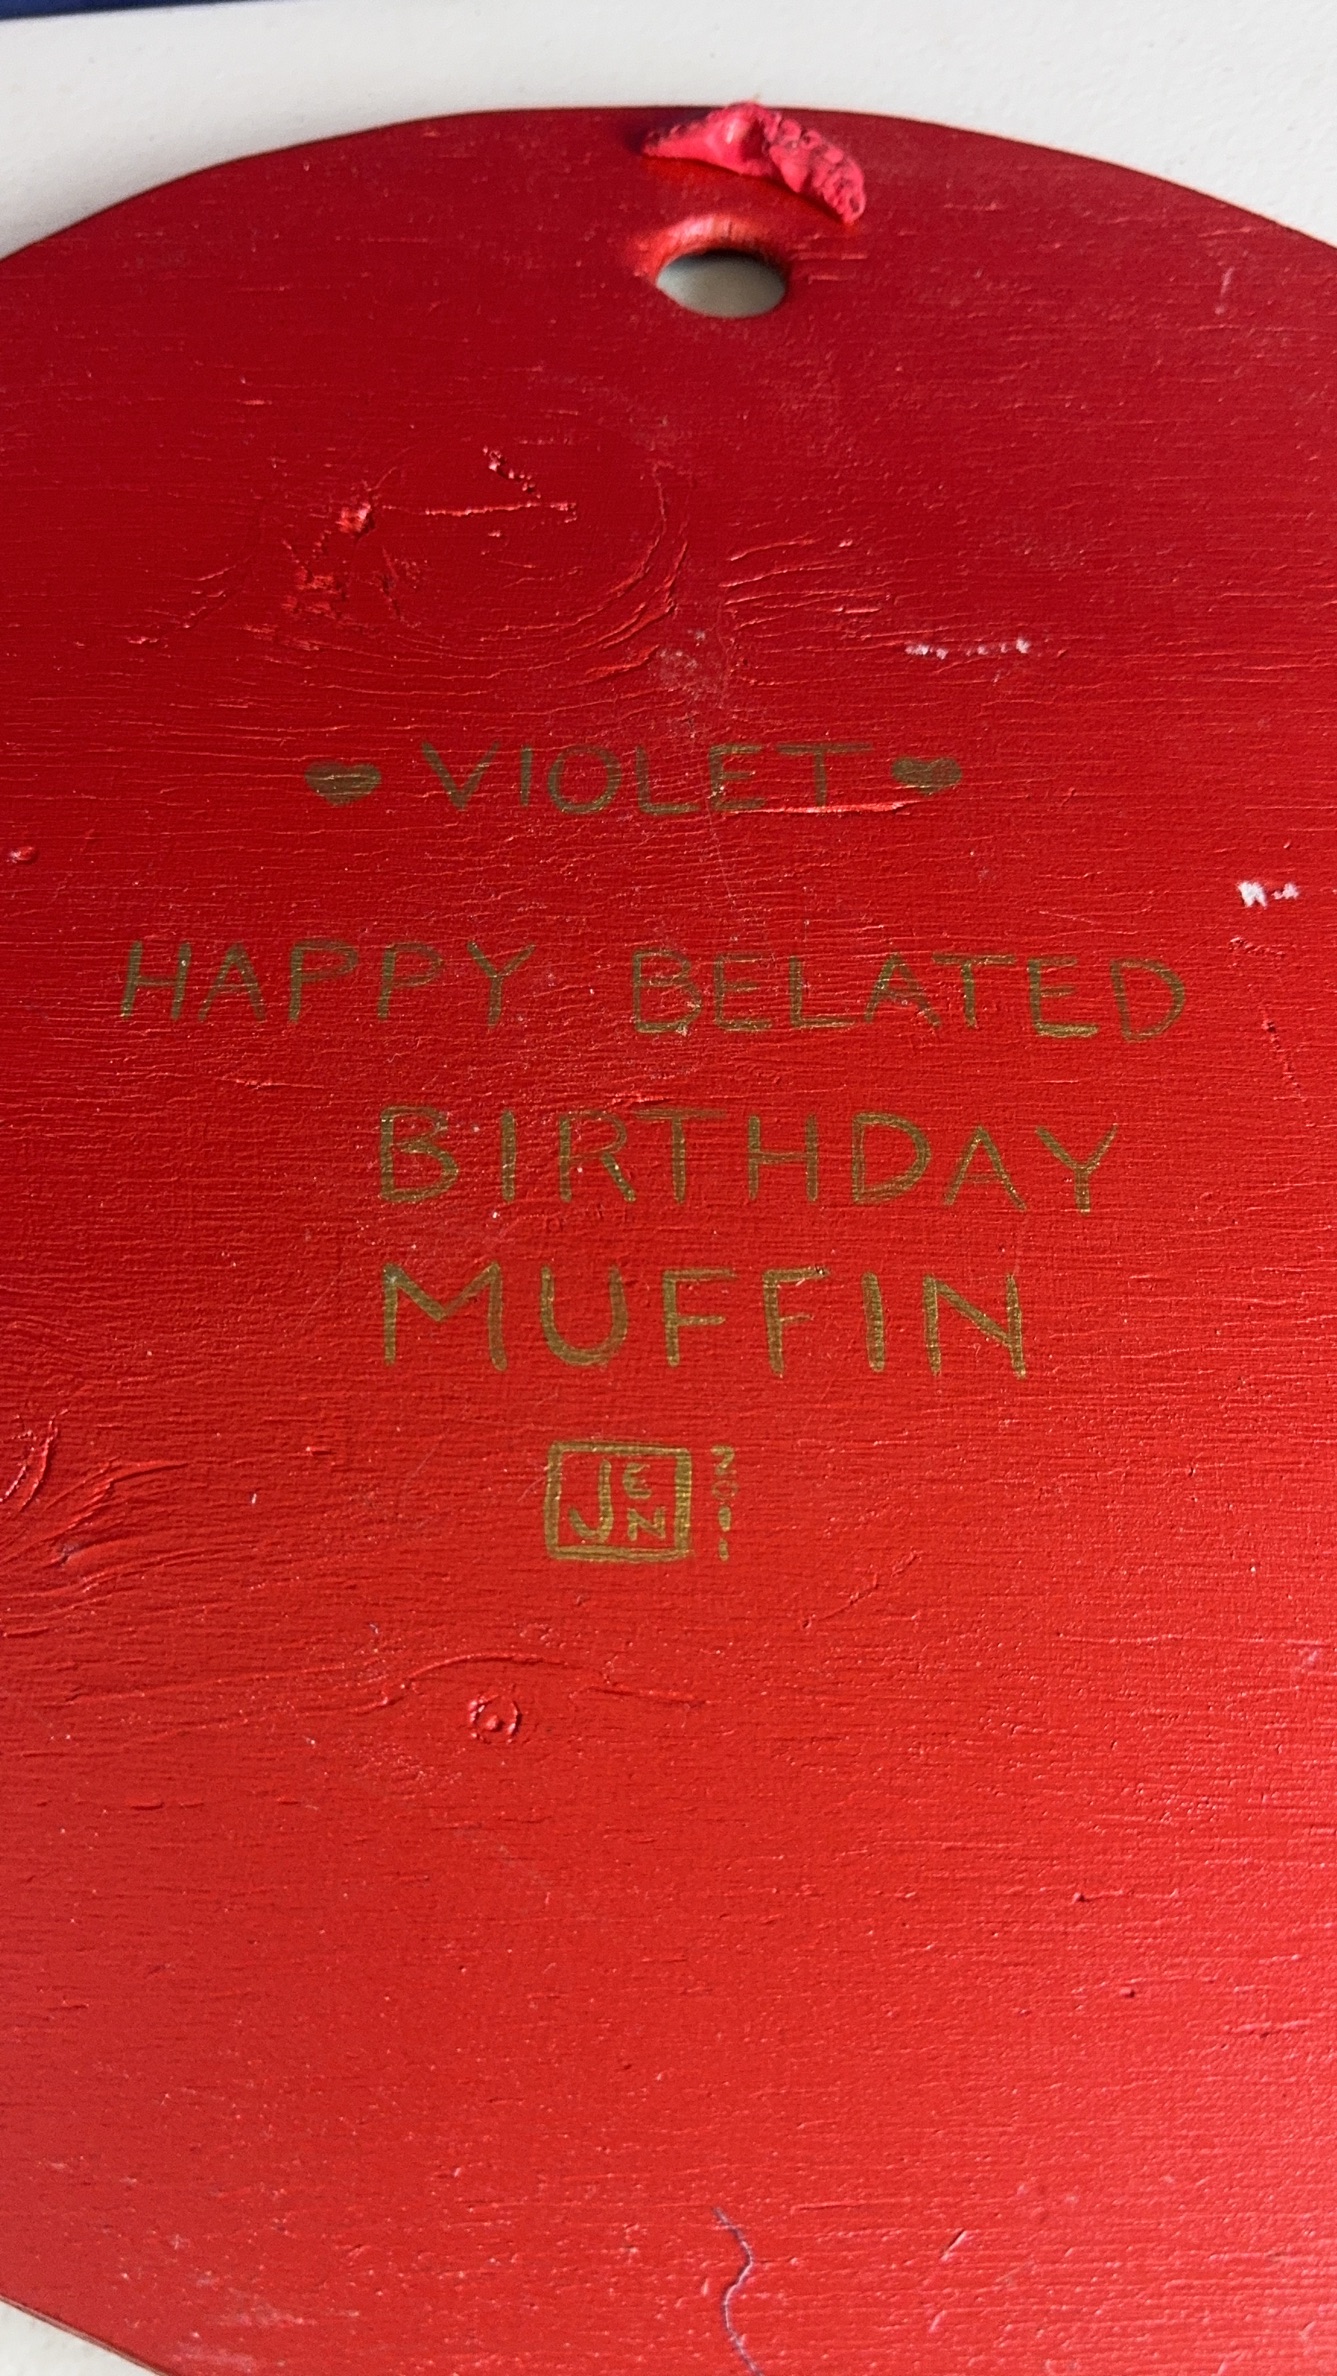 VIOLET
HAPPY BELATED
BIRTHDAY
MUFFIN
JEN 2011